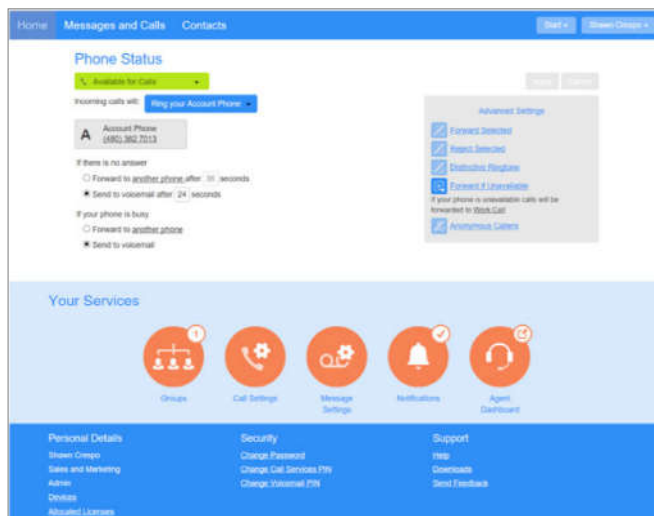 Home Messages and Calls Contacts
Start Shawn Crespo
Phone Status
Available for Calls
Incoming calls will: Ring your Account Phone
A Account Phone
(480) 362 7013
If there is no answer
Forward to another phone after seconds
Send to voicemail after 24 seconds
If your phone is busy
Forward to another phone
Send to voicemail
Advanced Settings
Forward Selected
Reject Selected
Distinctive Ringtone
Forward If Unavailable
If your phone is unavailable calls will be
forwarded to Work Cell
Anonymous Callers
Your Services
1
Groups
Call Settings
Message
Settings
Notifications
Agent
Dashboard
Personal Details
Shawn Crespo
Sales and Marketing
Admin
Devices
Allocated Licenses
Security
Change Password
Change Call Services PIN
Change Voicemail PIN
Support
Help
Downloads
Send Feedback